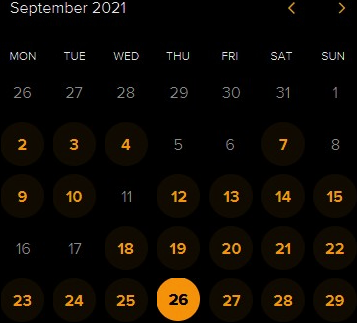 September 2021
MON TUE WED THU FRI SAT SUN
26 27 28 29 30 31 1
2 3 4 5 6 7 8
9 10 11 12 13 14 15
16 17 18 19 20 21 22
23 24 25 26 27 28 29